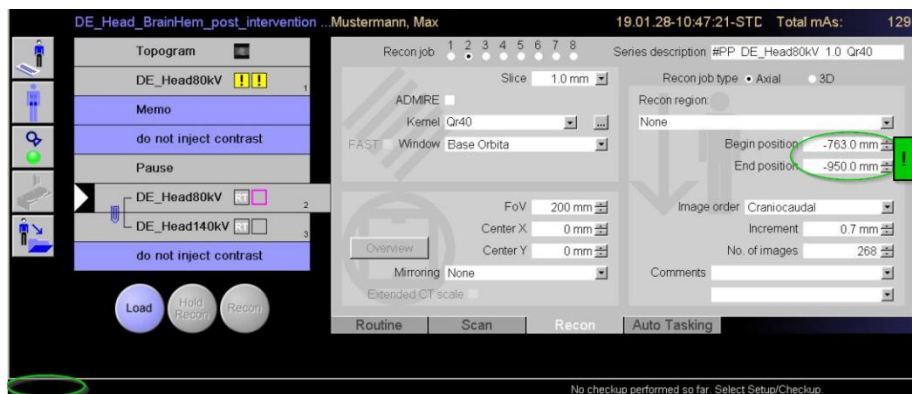 DE_Head_BrainHem_post_intervention ...Mustermann, Max 19.01.28-10:47:21-STD Total mAs: 129
Topogram
DE_Head80kV ! ! 1
Memo
do not inject contrast
Pause
DE_Head80kV RT 2
DE_Head140kV RT 3
do not inject contrast
Load
Hold
Recon
Recon
Recon job 1 2 3 4 5 6 7 8
Slice 1.0 mm
ADMIRE
Kernel Qr40 ...
FAST Window Base Orbita
FoV 200 mm
Center X 0 mm
Overview Center Y 0 mm
Mirroring None
Extended CT scale
Series description #PP DE_Head80kV 1.0 Qr40
Recon job type Axial 3D
Recon region:
None
Begin position -763.0 mm
!
End position -950.0 mm
Image order Craniocaudal
Increment 0.7 mm
No. of images 268
Comments
Routine Scan Recon Auto Tasking
No checkup performed so far. Select Setup/Checkup.